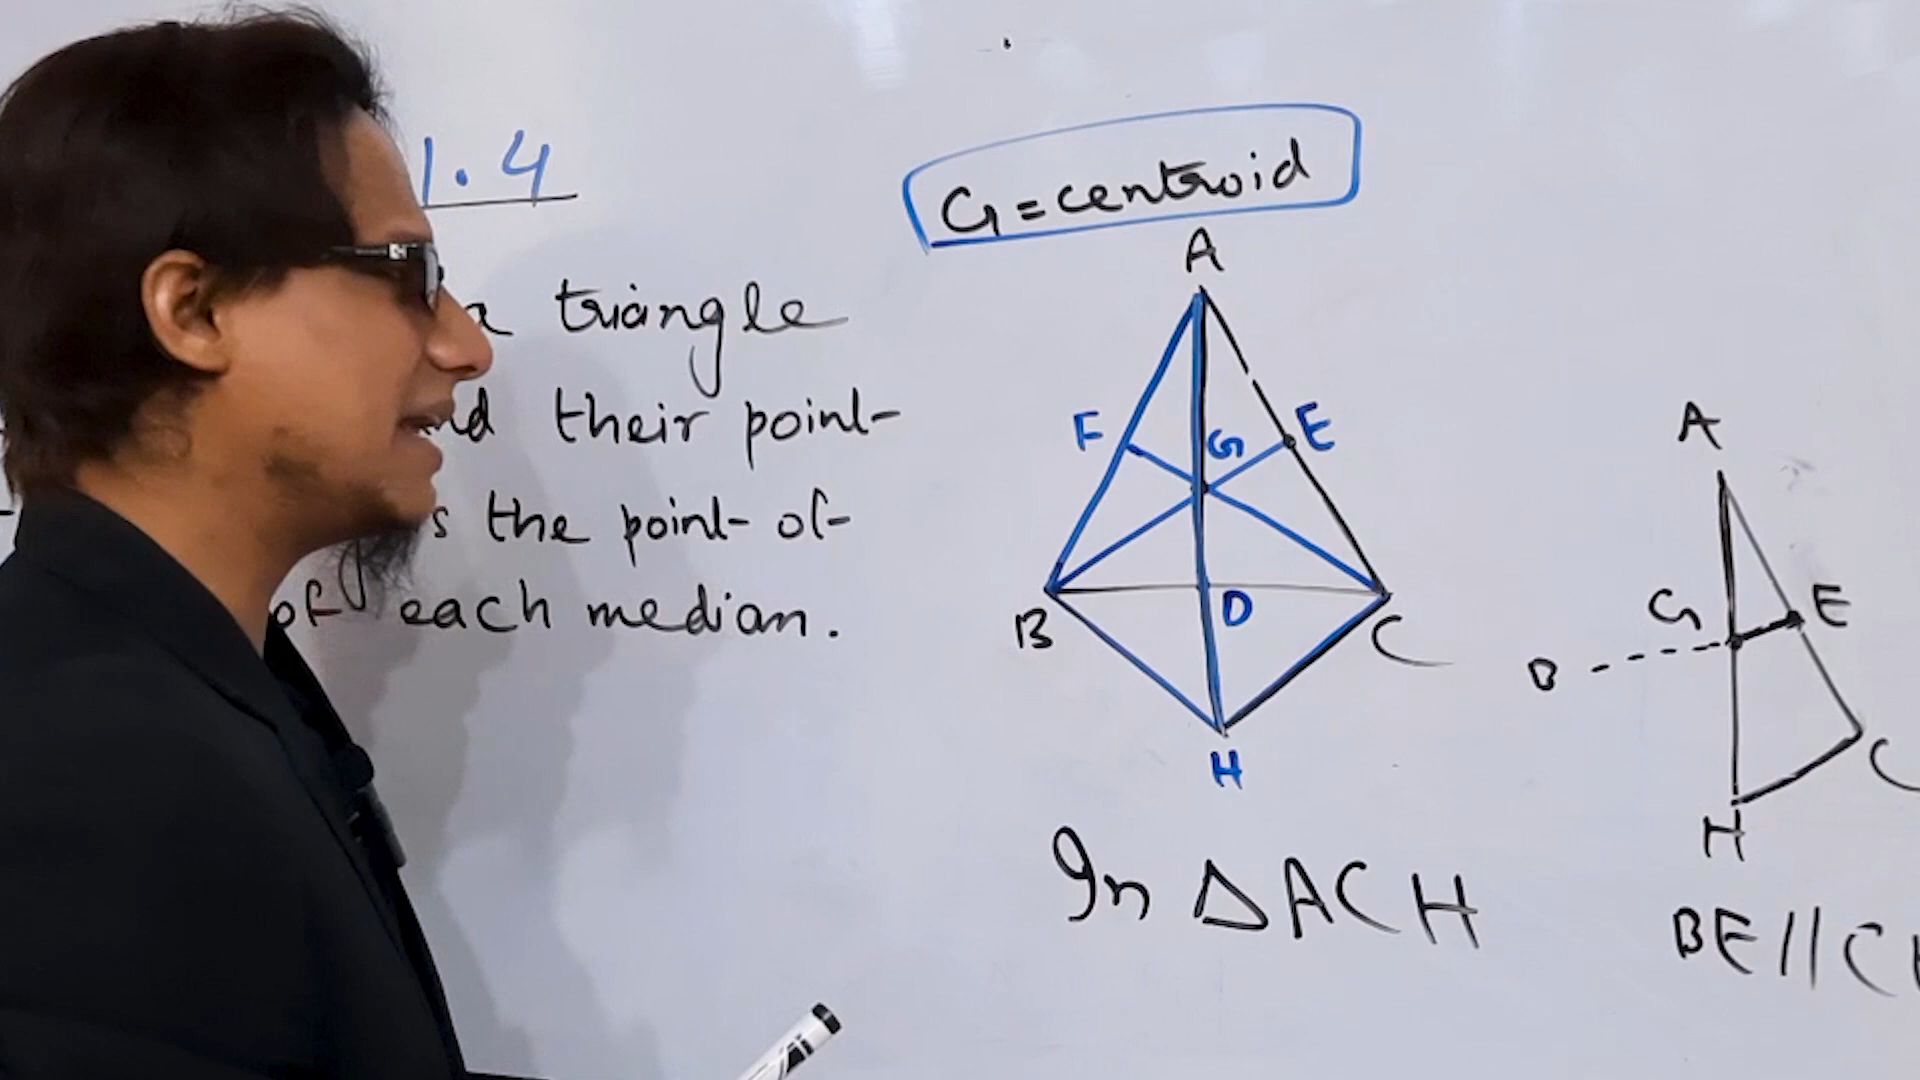 1.4
a triangle
their point-
s the point-of-
of each median.
G = centroid
A
F G E
B D C
H
In ΔACH
A
G E
B
C
H
BE//C